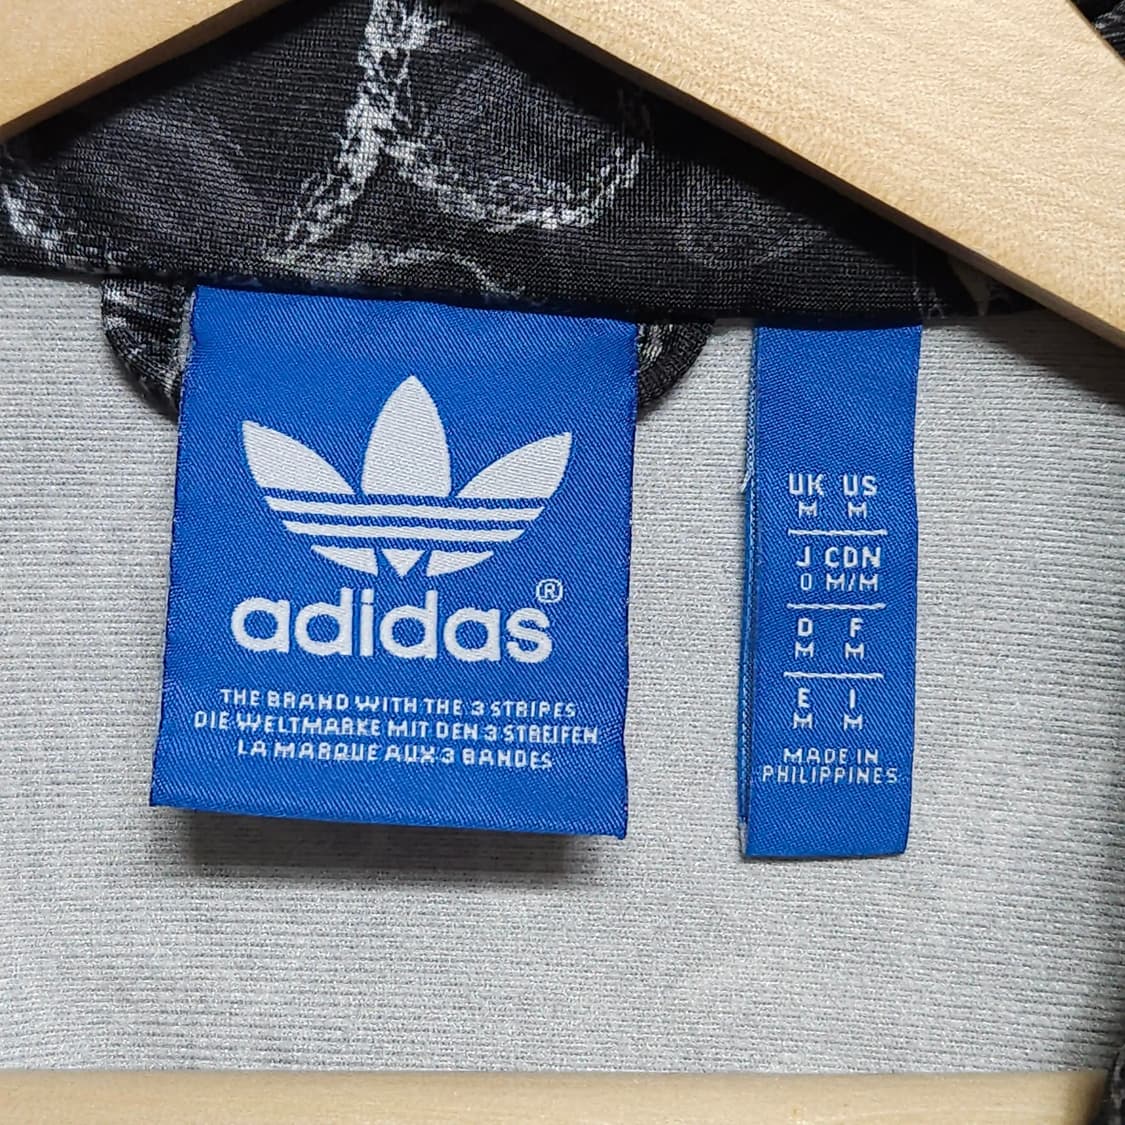 adidas®
THE BRAND WITH THE 3 STRIPES
DIE WELTMARKE MIT DEN 3 STREIFEN
LA MARQUE AUX 3 BANDES
UK US
M M
J CDN
O M/M
D F
M M
E I
M M
MADE IN
PHILIPPINES